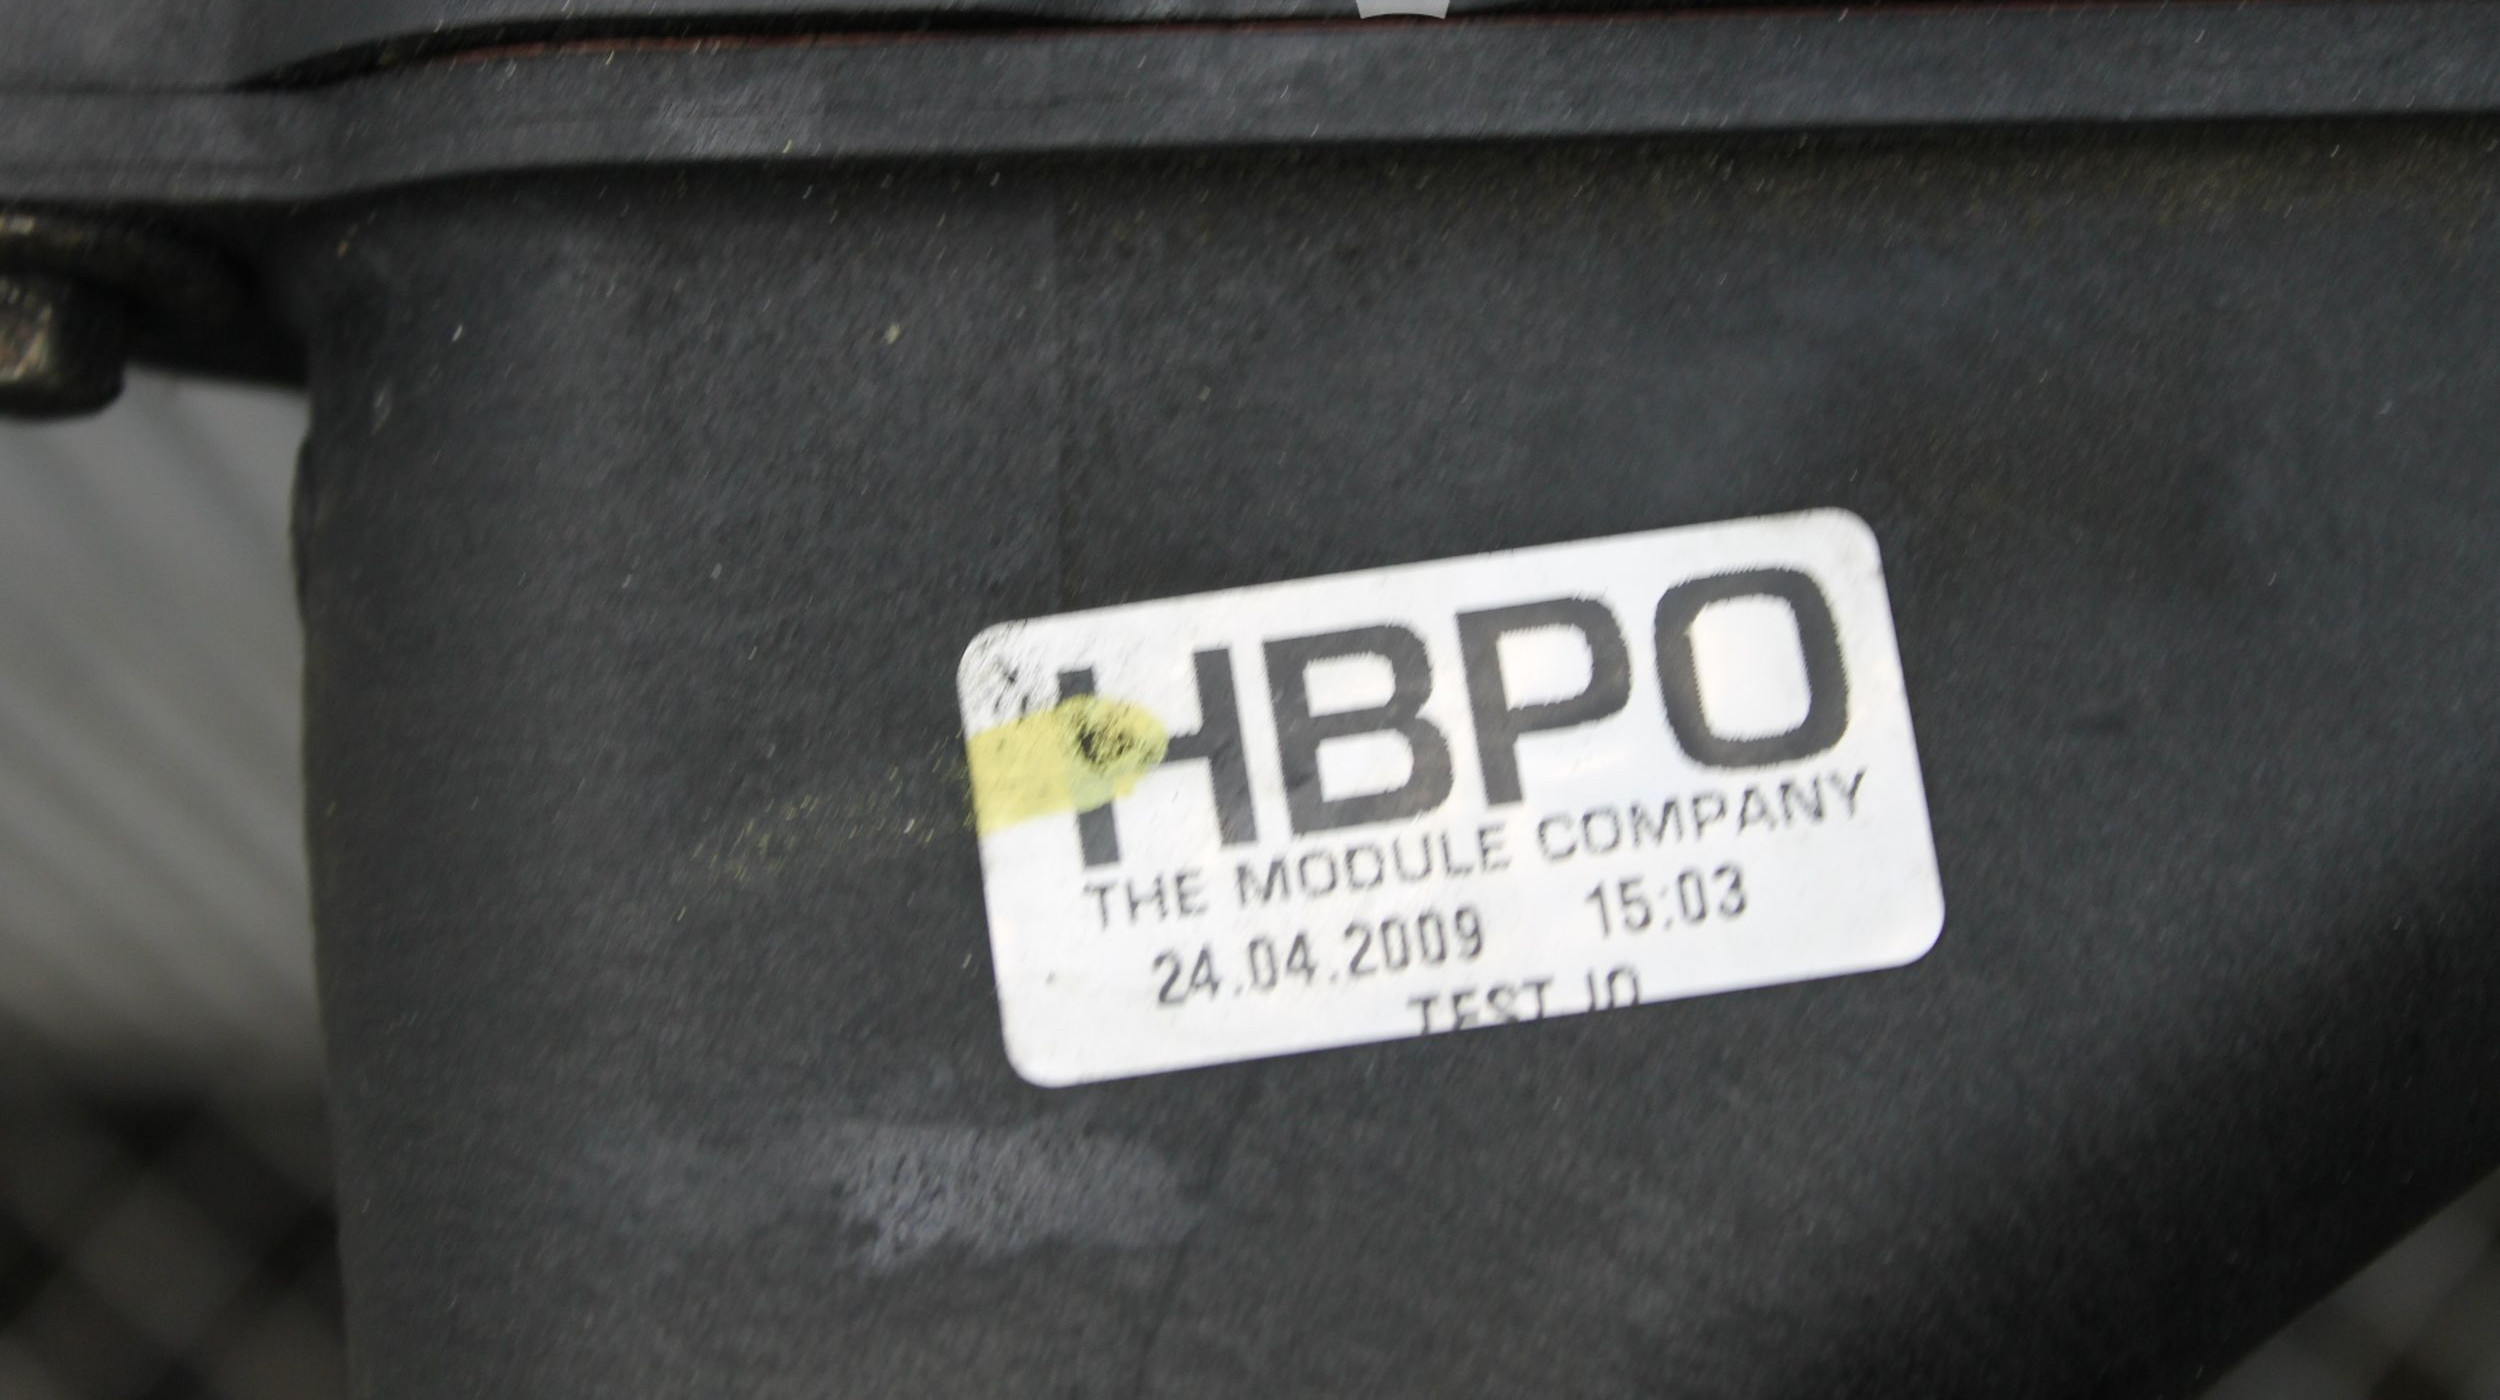 HBPO
THE MODULE COMPANY
24.04.2009 15:03
TEST IO